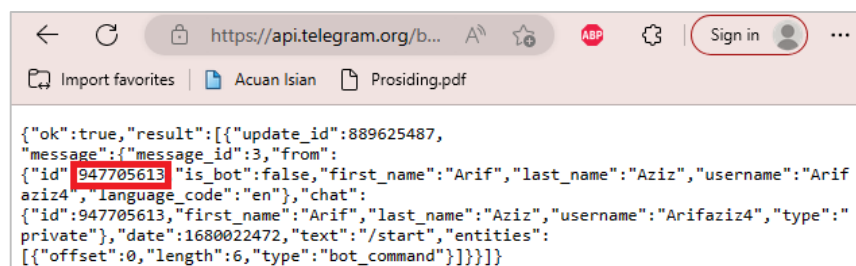 https://api.telegram.org/b... A ABP Sign in ...
Import favorites Acuan Isian Prosiding.pdf
{"ok":true,"result":[{"update_id":889625487,
"message":{"message_id":3,"from":
{"id":947705613,"is_bot":false,"first_name":"Arif","last_name":"Aziz","username":"Arif
aziz4","language_code":"en"},"chat":
{"id":947705613,"first_name":"Arif","last_name":"Aziz","username":"Arifaziz4","type":"
private"},"date":1680022472,"text":"/start","entities":
[{"offset":0,"length":6,"type":"bot_command"}]}}]}